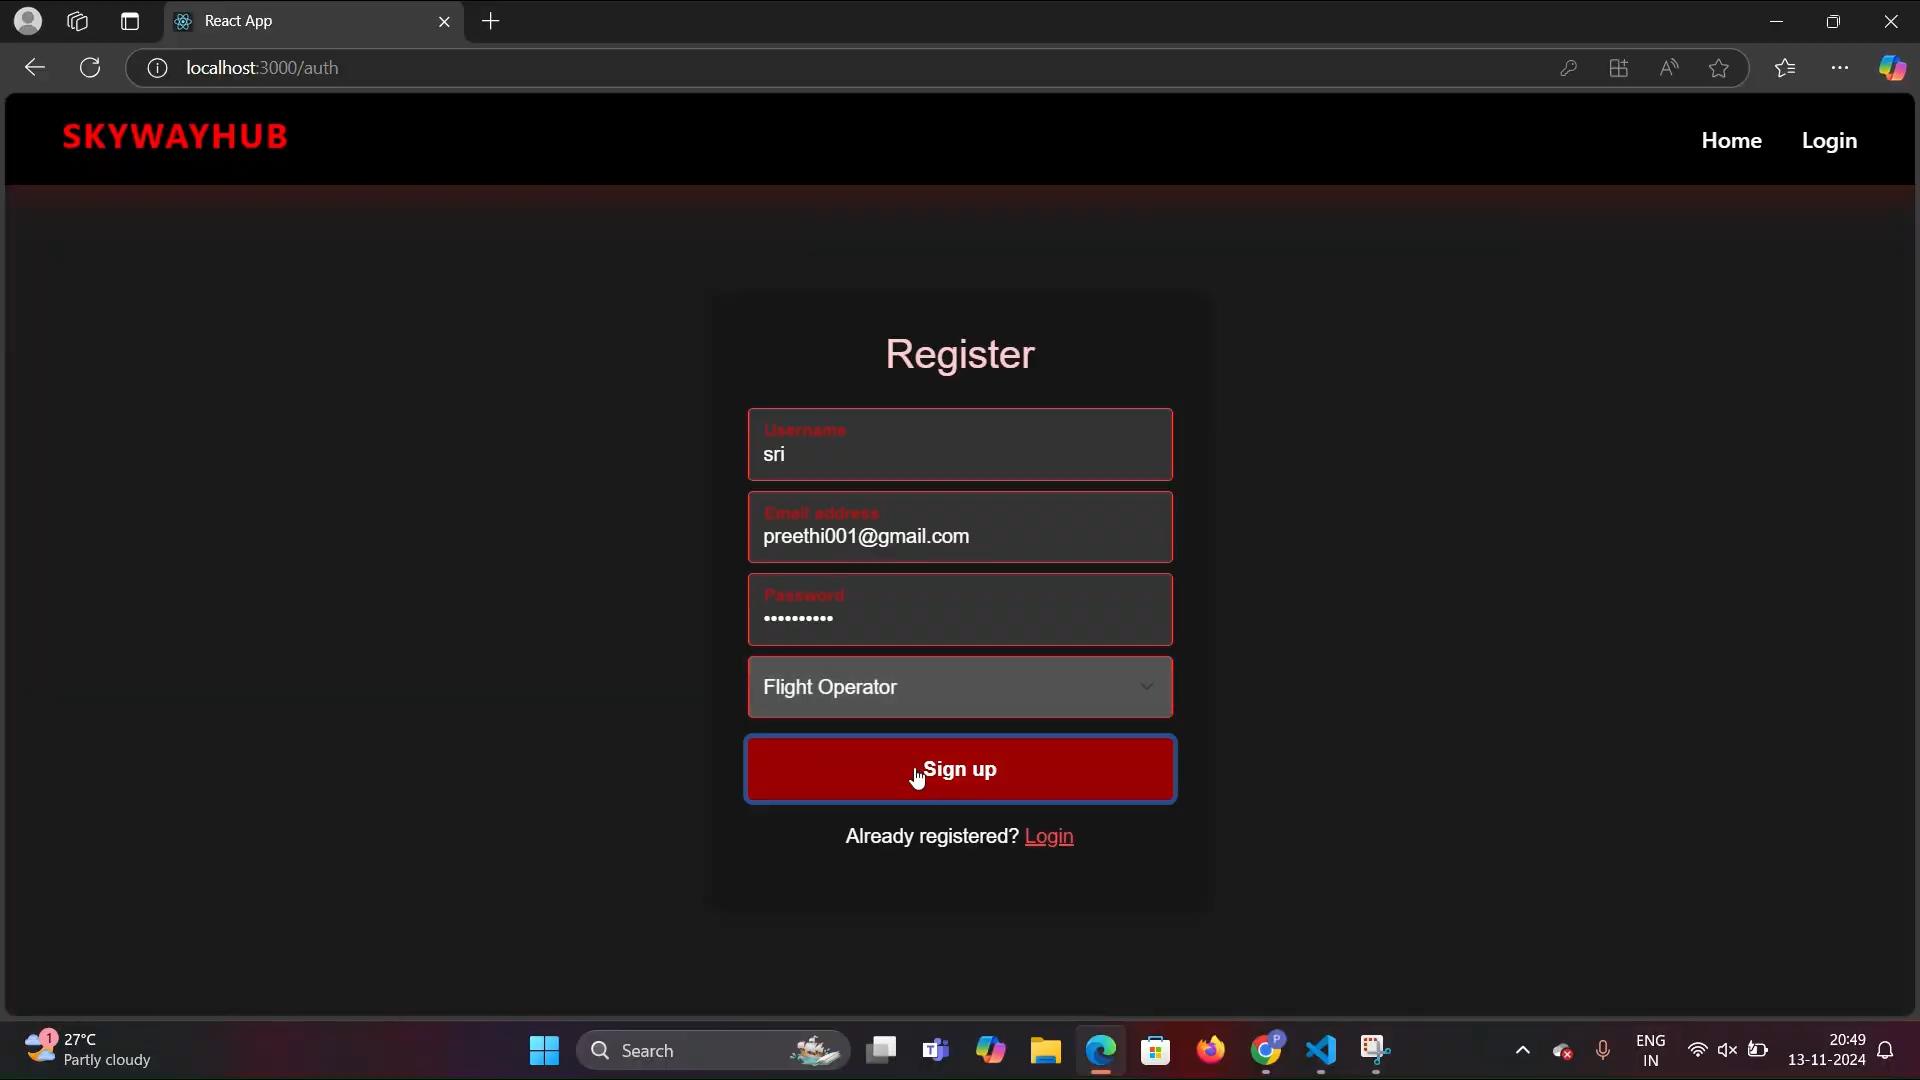 React App
localhost:3000/auth
SKYWAYHUB
Home
Login
Register
Username
sri
Email address
preethi001@gmail.com
Password
••••••••••
Flight Operator
Sign up
Already registered? Login
1
27°C
Partly cloudy
Search
P
ENG
IN
20:49
13-11-2024